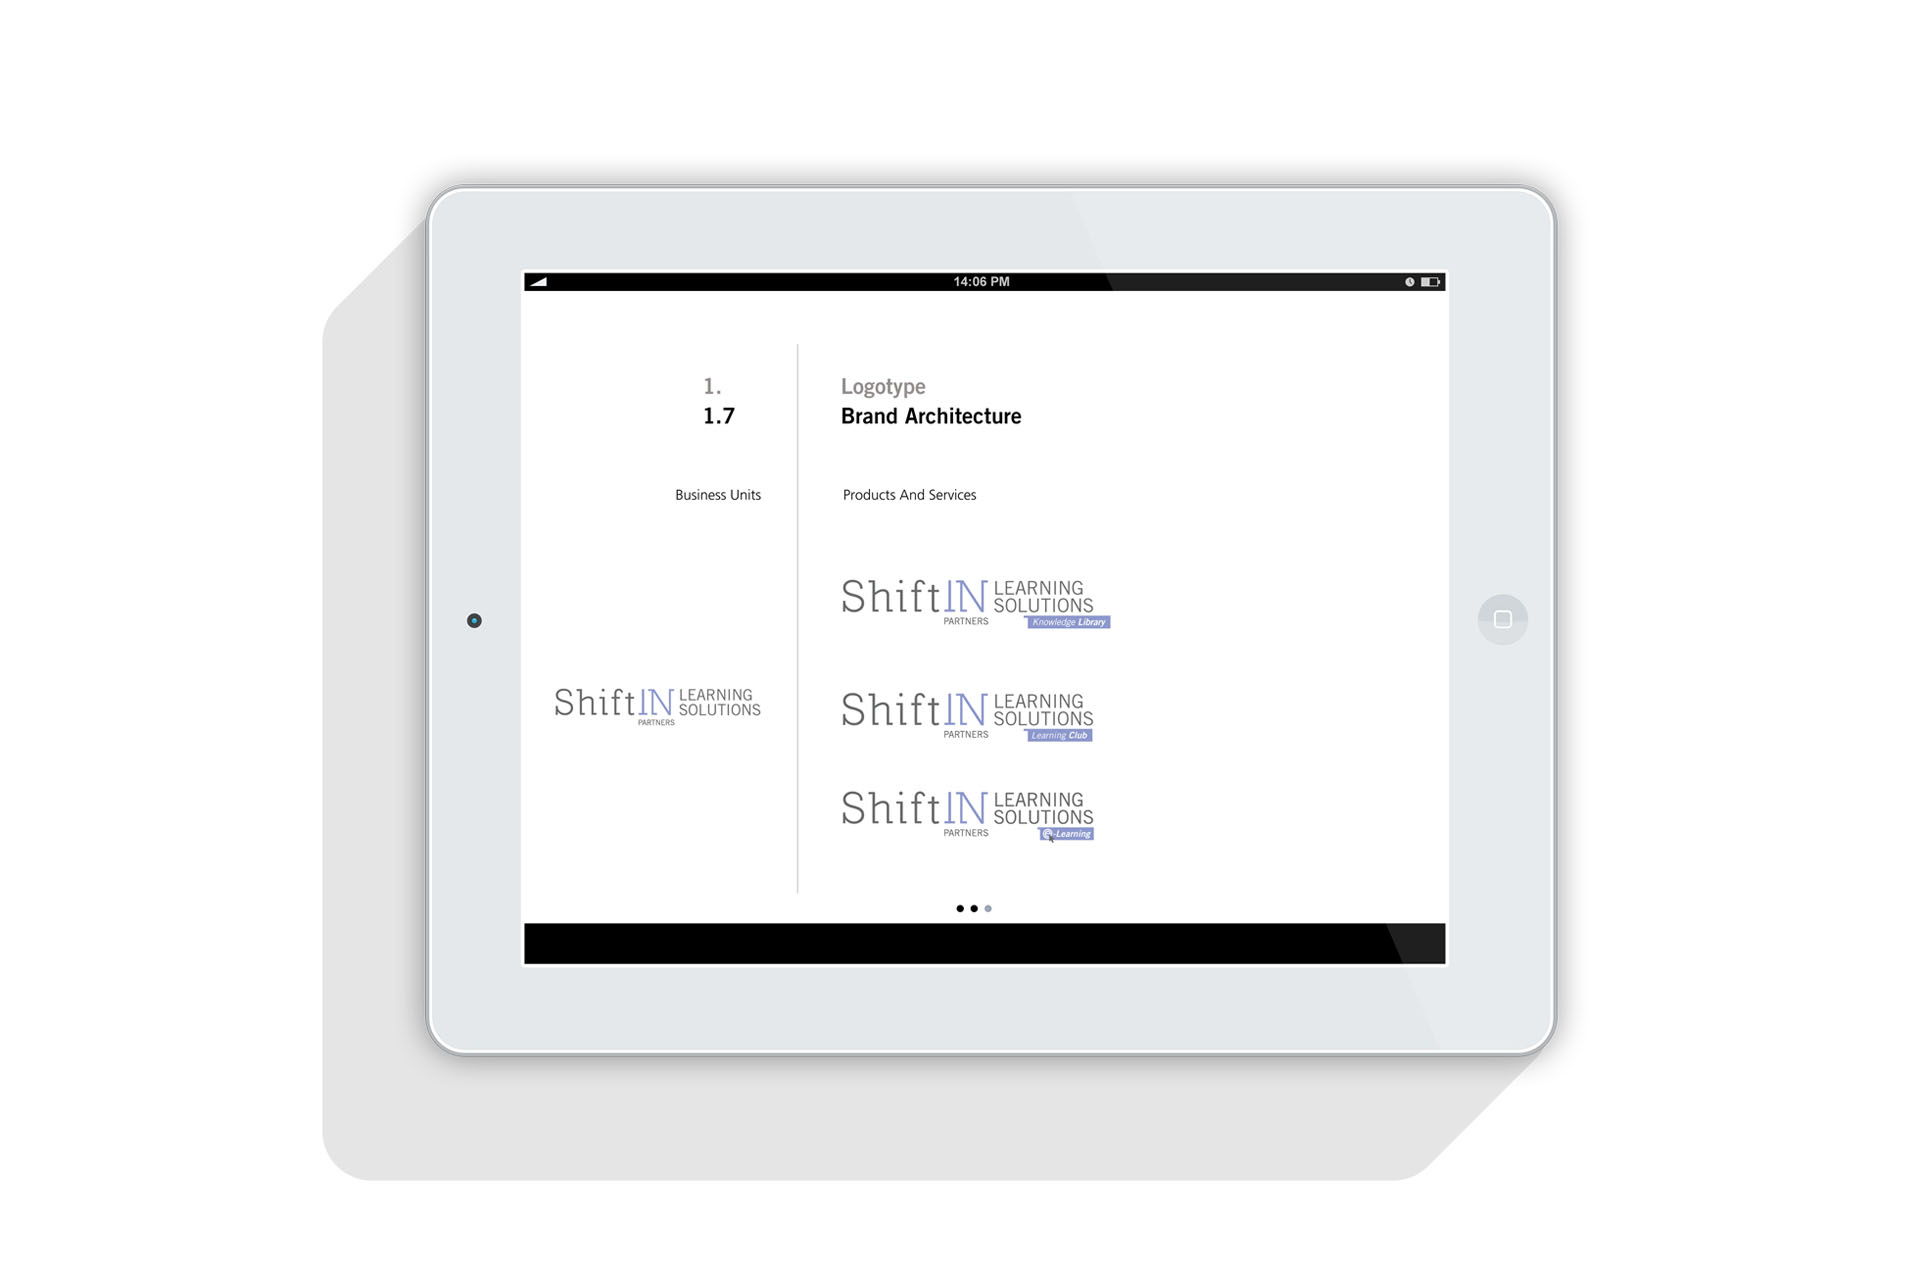 14:06 PM
1. Logotype
1.7 Brand Architecture
Business Units
Products And Services
ShiftIN LEARNING
SOLUTIONS
PARTNERS
Knowledge Library
ShiftIN LEARNING
SOLUTIONS
PARTNERS
ShiftIN LEARNING
SOLUTIONS
PARTNERS
Learning Club
ShiftIN LEARNING
SOLUTIONS
PARTNERS
@-Learning